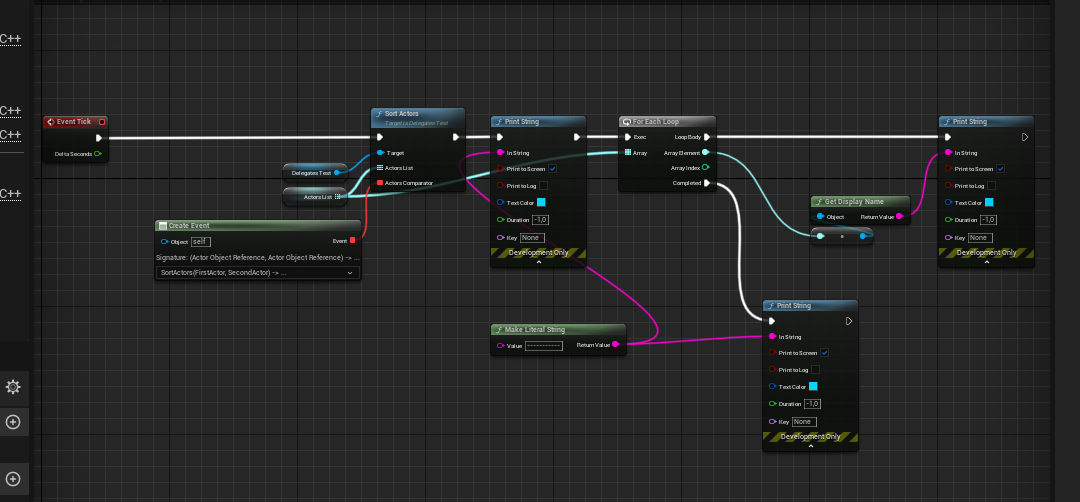 C++
C++
C++
C++
Event Tick
Delta Seconds
Sort Actors
Target is Delegates Test
Target
Actors List
Actors Comparator
Delegates Test
Actors List
Create Event
Object
self
Event
Signature: (Actor Object Reference, Actor Object Reference) -> ...
SortActors(FirstActor, SecondActor) -> ...
Print String
In String
Print to Screen
Print to Log
Text Color
Duration
-1,0
Key
None
Development Only
For Each Loop
Exec
Loop Body
Array
Array Element
Array Index
Completed
Get Display Name
Object
Return Value
Print String
In String
Print to Screen
Print to Log
Text Color
Duration
-1,0
Key
None
Development Only
Make Literal String
Value
------------
Return Value
Print String
In String
Print to Screen
Print to Log
Text Color
Duration
-1,0
Key
None
Development Only